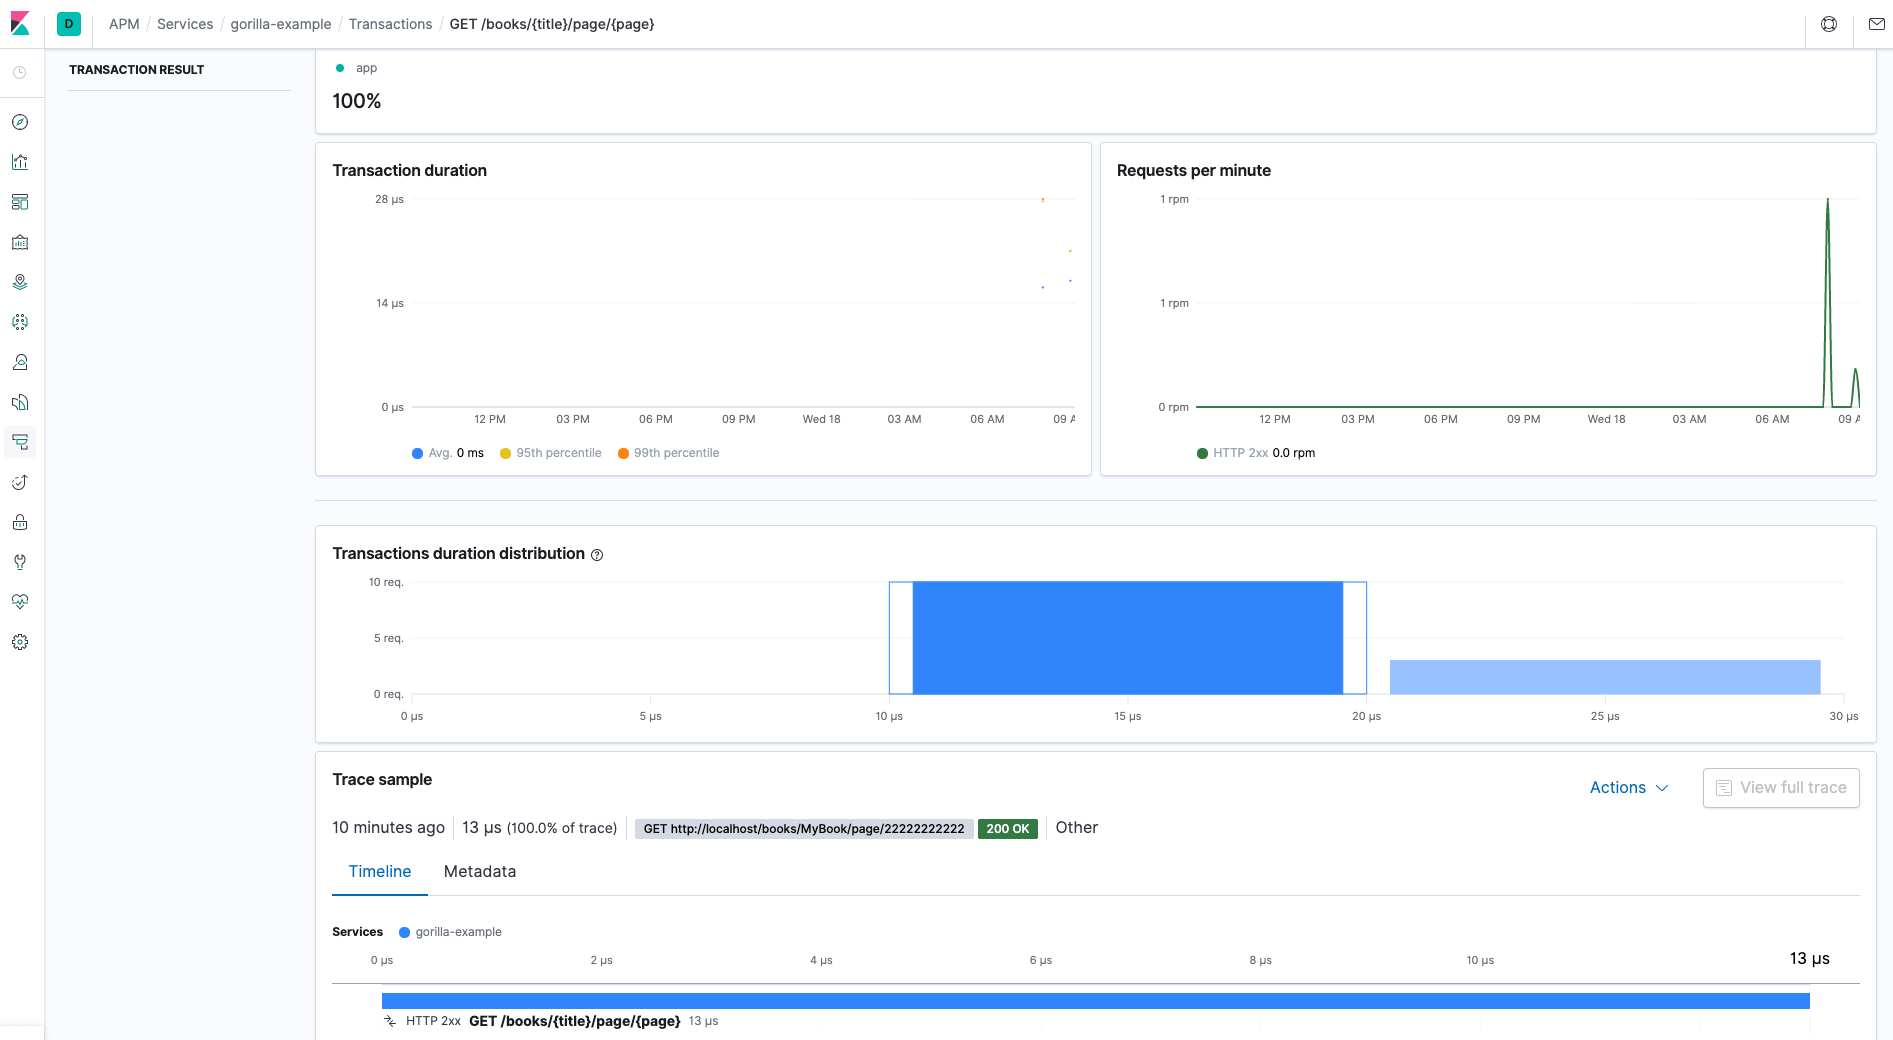 D
APM / Services / gorilla-example / Transactions / GET /books/{title}/page/{page}
TRANSACTION RESULT
app
100%
Transaction duration
28 μs
14 μs
0 μs
12 PM 03 PM 06 PM 09 PM Wed 18 03 AM 06 AM 09 A
Avg. 0 ms 95th percentile 99th percentile
Requests per minute
1 rpm
1 rpm
0 rpm
12 PM 03 PM 06 PM 09 PM Wed 18 03 AM 06 AM 09 A
HTTP 2xx 0.0 rpm
Transactions duration distribution
10 req.
5 req.
0 req.
0 μs 5 μs 10 μs 15 μs 20 μs 25 μs 30 μs
Trace sample
Actions
View full trace
10 minutes ago 13 μs (100.0% of trace) GET http://localhost/books/MyBook/page/22222222222 200 OK Other
Timeline Metadata
Services gorilla-example
0 μs 2 μs 4 μs 6 μs 8 μs 10 μs 13 μs
HTTP 2xx GET /books/{title}/page/{page} 13 μs